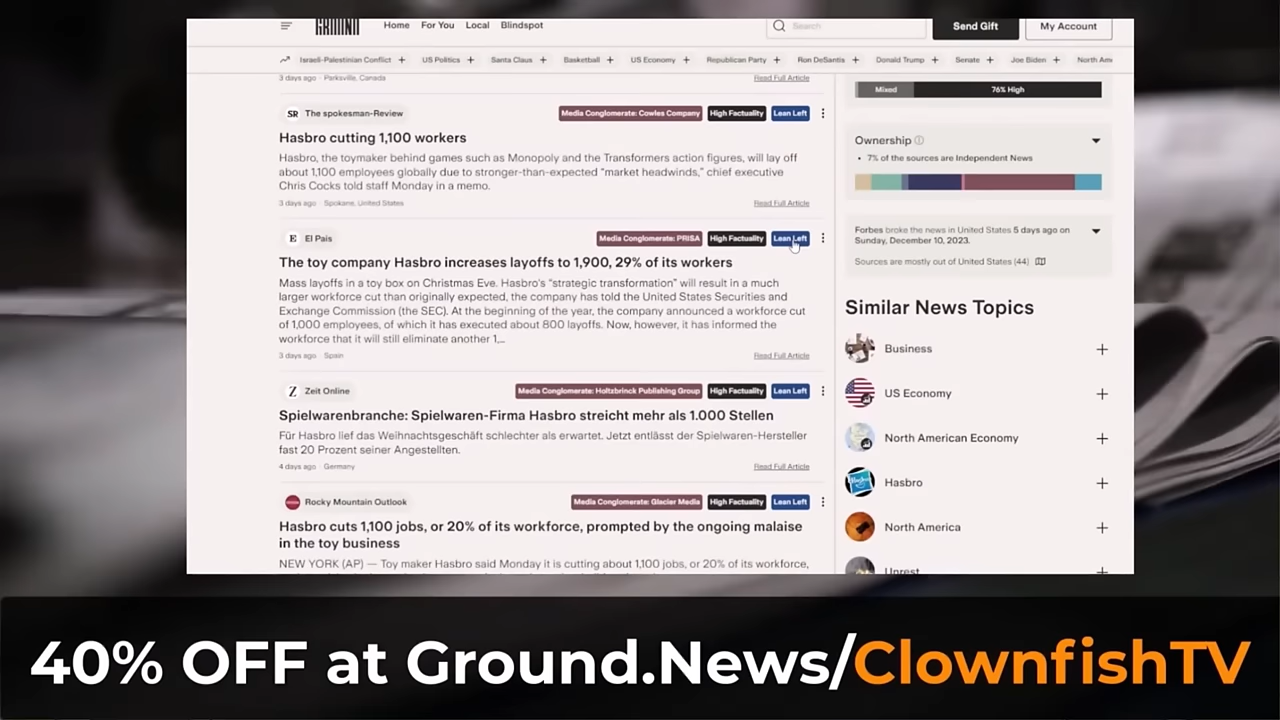 GROUND
Home For You Local Blindspot
Search
Send Gift
My Account
Israeli-Palestinian Conflict + US Politics + Santa Claus + Basketball + US Economy + Republican Party + Ron DeSantis + Donald Trump + Senate + Joe Biden + North Am
3 days ago · Parksville, Canada
Read Full Article
SR The spokesman-Review
Media Conglomerate: Cowles Company High Factuality Lean Left
Hasbro cutting 1,100 workers
Hasbro, the toymaker behind games such as Monopoly and the Transformers action figures, will lay off
about 1,100 employees globally due to stronger-than-expected "market headwinds," chief executive
Chris Cocks told staff Monday in a memo.
3 days ago · Spokane, United States
Read Full Article
E El Pais
Media Conglomerate: PRISA High Factuality Lean Left
The toy company Hasbro increases layoffs to 1,900, 29% of its workers
Mass layoffs in a toy box on Christmas Eve. Hasbro's "strategic transformation" will result in a much
larger workforce cut than originally expected, the company has told the United States Securities and
Exchange Commission (the SEC). At the beginning of the year, the company announced a workforce cut
of 1,000 employees, of which it has executed about 800 layoffs. Now, however, it has informed the
workforce that it will still eliminate another 1,...
3 days ago · Spain
Read Full Article
Z Zeit Online
Media Conglomerate: Holtsbrinck Publishing Group High Factuality Lean Left
Spielwarenbranche: Spielwaren-Firma Hasbro streicht mehr als 1.000 Stellen
Für Hasbro lief das Weihnachtsgeschäft schlechter als erwartet. Jetzt entlässt der Spielwaren-Hersteller
fast 20 Prozent seiner Angestellten.
4 days ago · Germany
Read Full Article
Rocky Mountain Outlook
Media Conglomerate: Glacier Media High Factuality Lean Left
Hasbro cuts 1,100 jobs, or 20% of its workforce, prompted by the ongoing malaise
in the toy business
NEW YORK (AP) — Toy maker Hasbro said Monday it is cutting about 1,100 jobs, or 20% of its workforce,
Mixed 76% High
Ownership
• 7% of the sources are Independent News
Forbes broke the news in United States 5 days ago on
Sunday, December 10, 2023.
Sources are mostly out of United States (44)
Similar News Topics
Business +
US Economy +
North American Economy +
Hasbro +
North America +
Unrest +
40% OFF at Ground.News/ClownfishTV